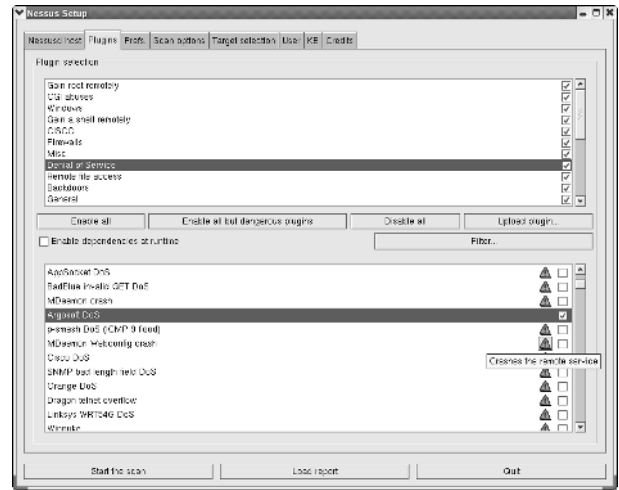 Nessus Setup
Nessusd host Plugins Prefs. Scan options Target selection User KB Credits
Plugin selection
Gain root remotely
CGI abuses
Windows
Gain a shell remotely
CISCO
Firewalls
Misc.
Denial of Service
Remote file access
Backdoors
General
Enable all Enable all but dangerous plugins Disable all Upload plugin...
Enable dependencies at runtime Filter...
AppSocket DoS
BadBlue invalid GET DoS
MDaemon crash
Argosoft DoS
p-smash DoS (ICMP 9 flood)
MDaemon Webconfig crash
Cisco DoS
Crashes the remote service
SNMP bad length field DoS
Orange DoS
Dragon telnet overflow
Linksys WRT54G DoS
Winnuke
Start the scan Load report Quit